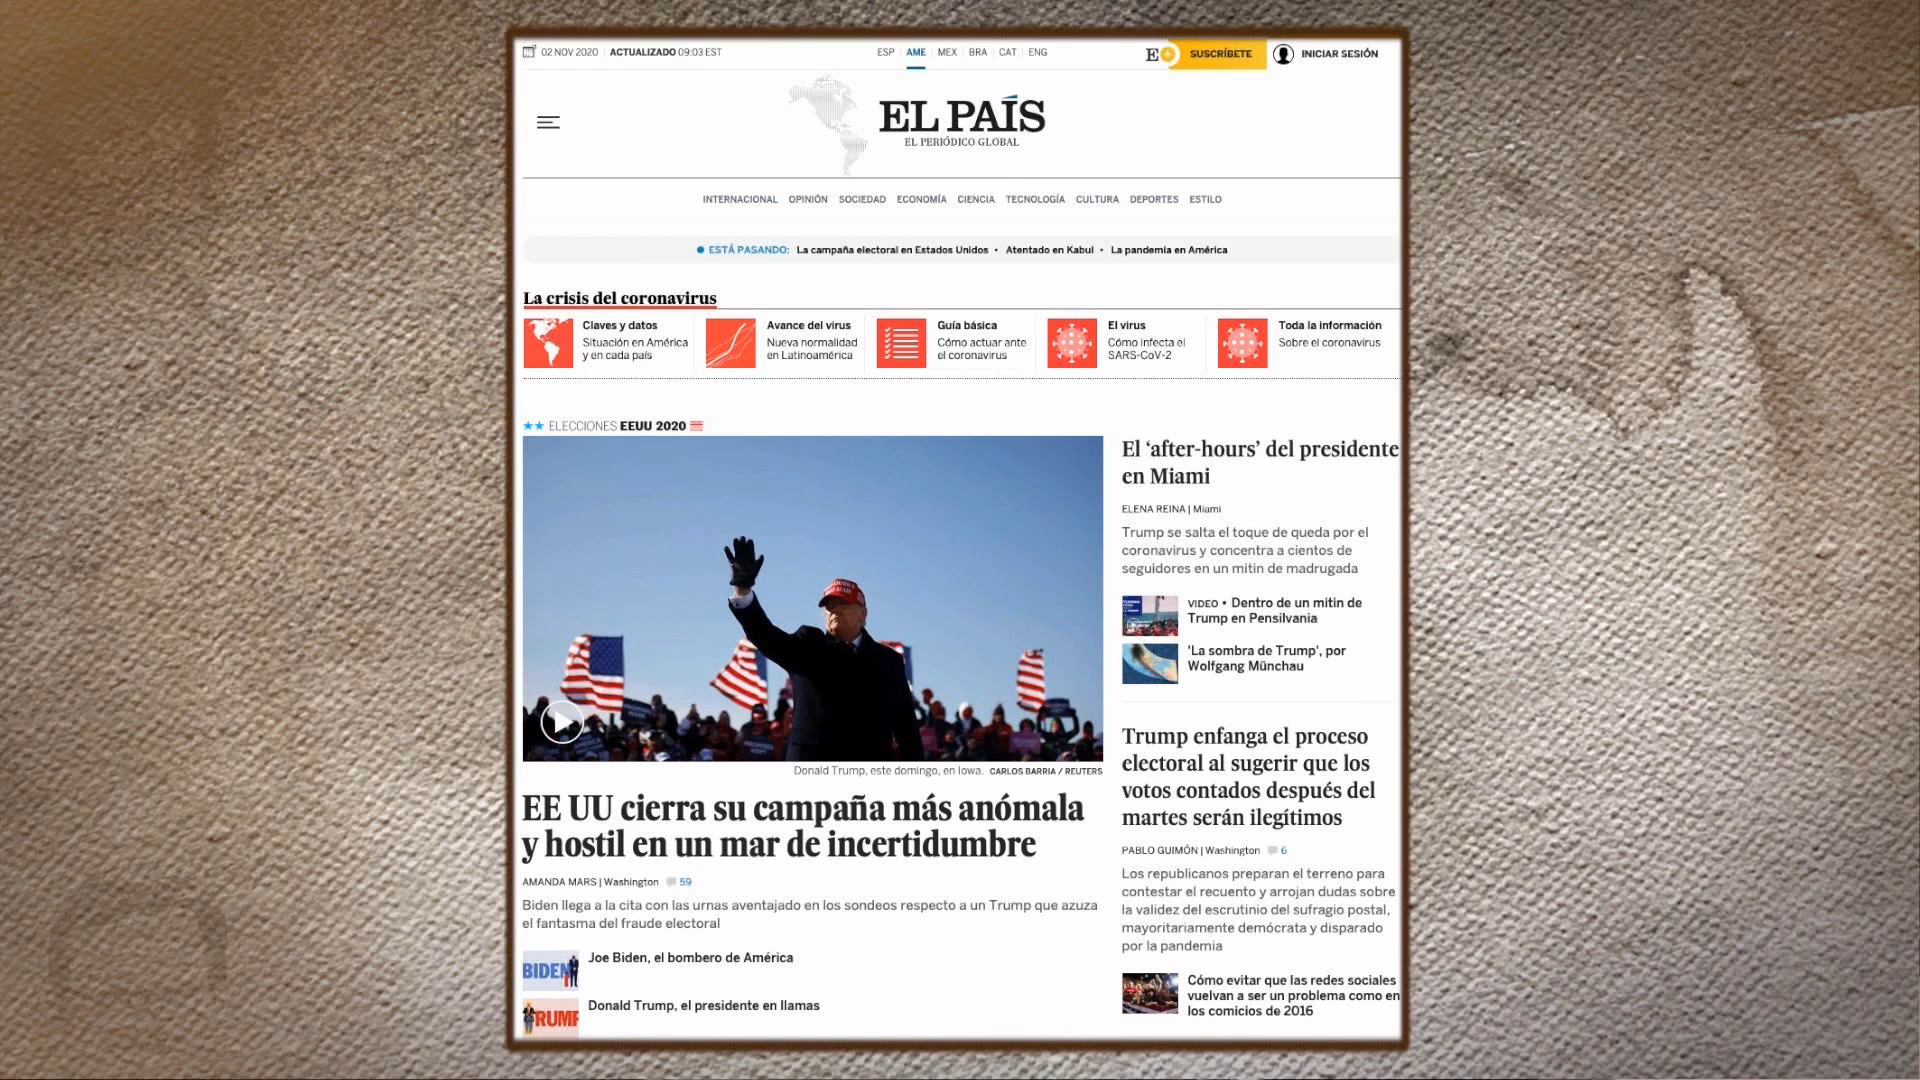 02 NOV 2020 | ACTUALIZADO 09:03 EST
ESP | AME | MEX | BRA | CAT | ENG
E+ SUSCRÍBETE
INICIAR SESIÓN
EL PAÍS
EL PERIÓDICO GLOBAL
INTERNACIONAL OPINIÓN SOCIEDAD ECONOMÍA CIENCIA TECNOLOGÍA CULTURA DEPORTES ESTILO
ESTÁ PASANDO: La campaña electoral en Estados Unidos • Atentado en Kabul • La pandemia en América
La crisis del coronavirus
Claves y datos
Situación en América
y en cada país
Avance del virus
Nueva normalidad
en Latinoamérica
Guía básica
Cómo actuar ante
el coronavirus
El virus
Cómo infecta el
SARS-CoV-2
Toda la información
Sobre el coronavirus
ELECCIONES EEUU 2020
Donald Trump, este domingo, en Iowa. CARLOS BARRIA / REUTERS
EE UU cierra su campaña más anómala
y hostil en un mar de incertidumbre
AMANDA MARS | Washington 59
Biden llega a la cita con las urnas aventajado en los sondeos respecto a un Trump que azuza
el fantasma del fraude electoral
BIDEN
Joe Biden, el bombero de América
RUMP
Donald Trump, el presidente en llamas
El ‘after-hours’ del presidente
en Miami
ELENA REINA | Miami
Trump se salta el toque de queda por el
coronavirus y concentra a cientos de
seguidores en un mitin de madrugada
VIDEO • Dentro de un mitin de
Trump en Pensilvania
'La sombra de Trump', por
Wolfgang Münchau
Trump enfanga el proceso
electoral al sugerir que los
votos contados después del
martes serán ilegítimos
PABLO GUIMÓN | Washington 6
Los republicanos preparan el terreno para
contestar el recuento y arrojan dudas sobre
la validez del escrutinio del sufragio postal,
mayoritariamente demócrata y disparado
por la pandemia
Cómo evitar que las redes sociales
vuelvan a ser un problema como en
los comicios de 2016